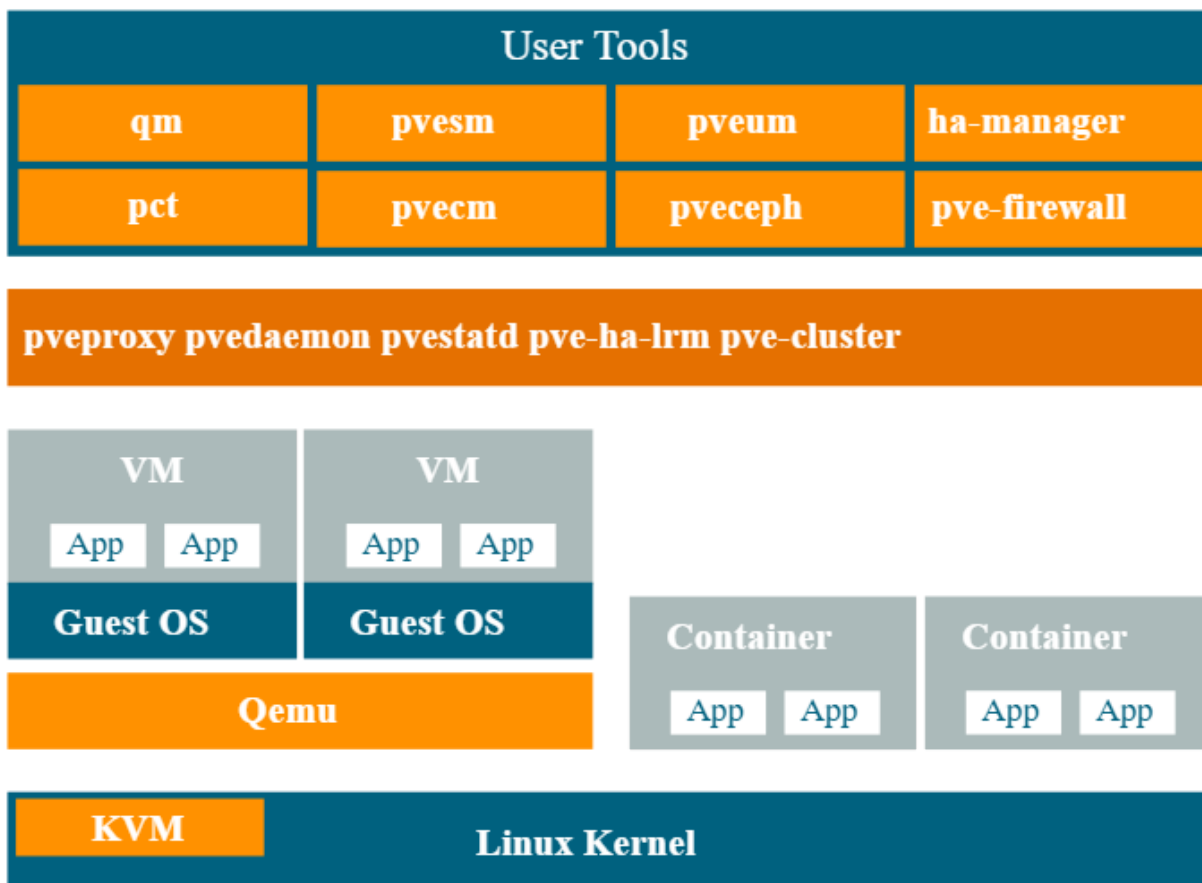 User Tools
qm pvesm pveum ha-manager
pct pvecm pveceph pve-firewall
pveproxy pvedaemon pvestatd pve-ha-lrm pve-cluster
VM VM
App App App App
Guest OS Guest OS
Container Container
Qemu
App App App App
KVM
Linux Kernel